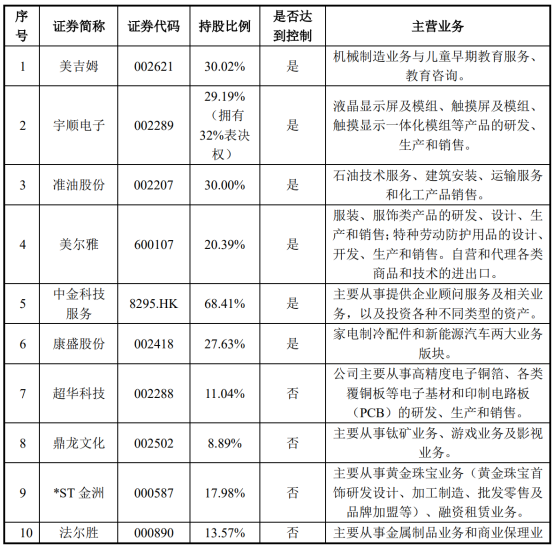 序号 证券简称 证券代码 持股比例 是否达到控制 主营业务
1 美吉姆 002621 30.02% 是 机械制造业务与儿童早期教育服务、
教育咨询。
2 宇顺电子 002289 29.19%
（拥有
32%表决
权） 是 液晶显示屏及模组、触摸屏及模组、
触摸显示一体化模组等产品的研发、
生产和销售。
3 准油股份 002207 30.00% 是 石油技术服务、建筑安装、运输服务
和化工产品销售。
4 美尔雅 600107 20.39% 是 服装、服饰类产品的研发、设计、生
产和销售；特种劳动防护用品的设计、
开发、生产和销售。自营和代理各类
商品和技术的进出口。
5 中金科技
服务 8295.HK 68.41% 是 主要从事提供企业顾问服务及相关业
务，以及投资各种不同类型的资产。
6 康盛股份 002418 27.63% 是 家电制冷配件和新能源汽车两大业务
版块。
7 超华科技 002288 11.04% 否 公司主要从事高精度电子铜箔、各类
覆铜板等电子基材和印制电路板
（PCB）的研发、生产和销售。
8 鼎龙文化 002502 8.89% 否 主要从事钛矿业务、游戏业务及影视
业务。
9 *ST 金洲 000587 17.98% 否 主要从事黄金珠宝业务（黄金珠宝首
饰研发设计、加工制造、批发零售及
品牌加盟等）、融资租赁业务。
10 法尔胜 000890 13.57% 否 主要从事金属制品业务和商业保理业